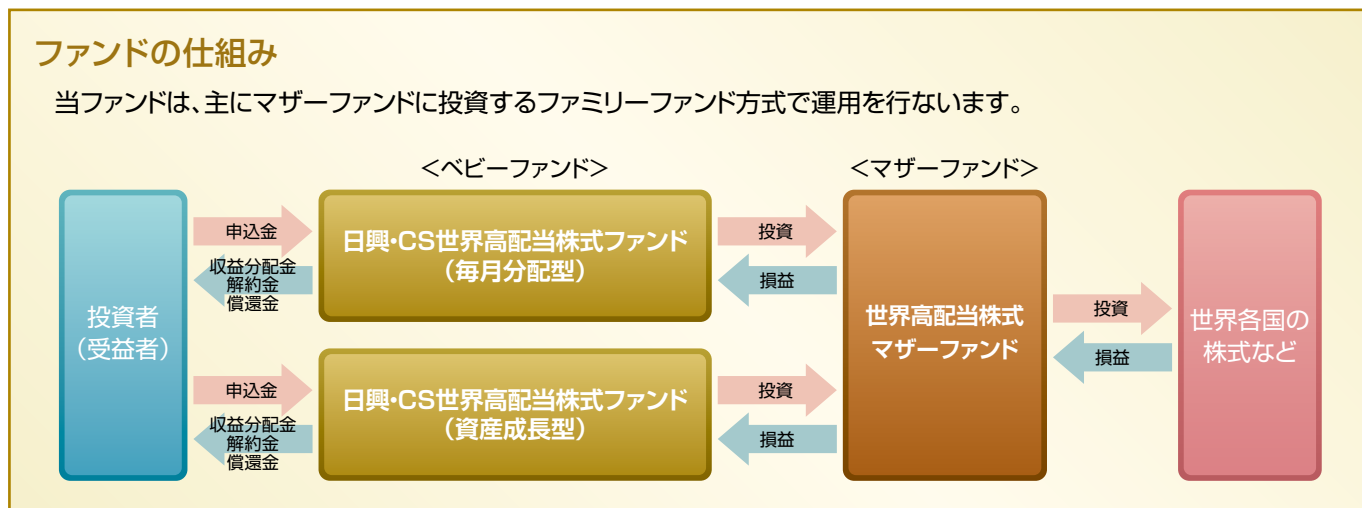 ファンドの仕組み
当ファンドは、主にマザーファンドに投資するファミリーファンド方式で運用を行ないます。
＜ベビーファンド＞
＜マザーファンド＞
投資者
（受益者）
申込金
収益分配金
解約金
償還金
日興・CS世界高配当株式ファンド
（毎月分配型）
投資
損益
申込金
収益分配金
解約金
償還金
日興・CS世界高配当株式ファンド
（資産成長型）
投資
損益
世界高配当株式
マザーファンド
投資
損益
世界各国の
株式など